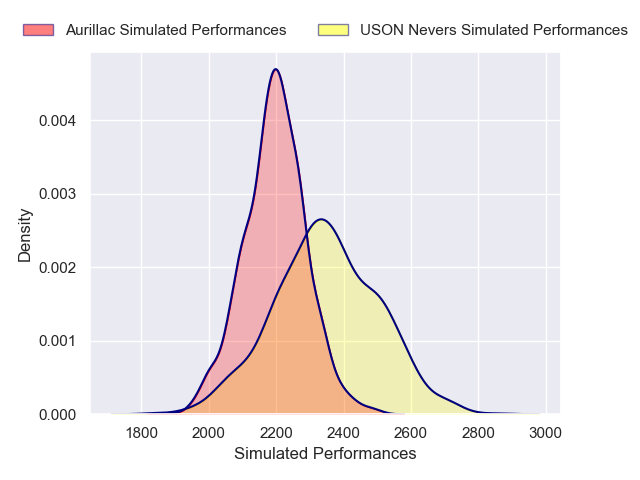 Aurillac Simulated Performances USON Nevers Simulated Performances
Density
0.004
0.003
0.002
0.001
0.000
1800 2000 2200 2400 2600 2800 3000
Simulated Performances